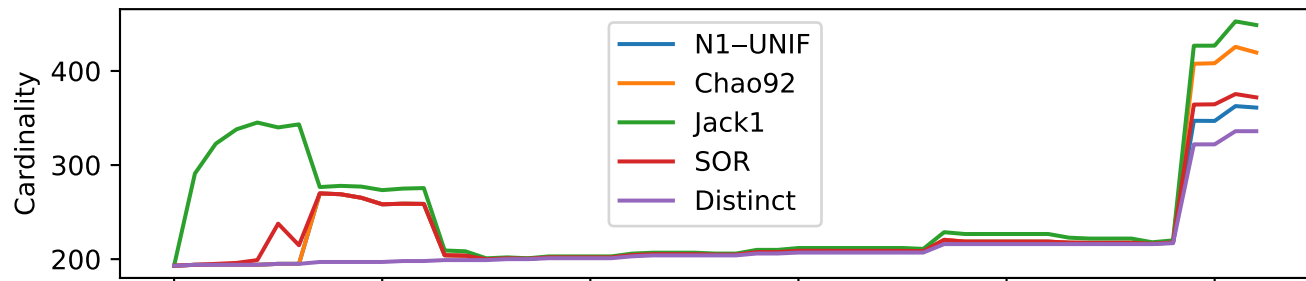 400
300
200
Cardinality
N1−UNIF
Chao92
Jack1
SOR
Distinct